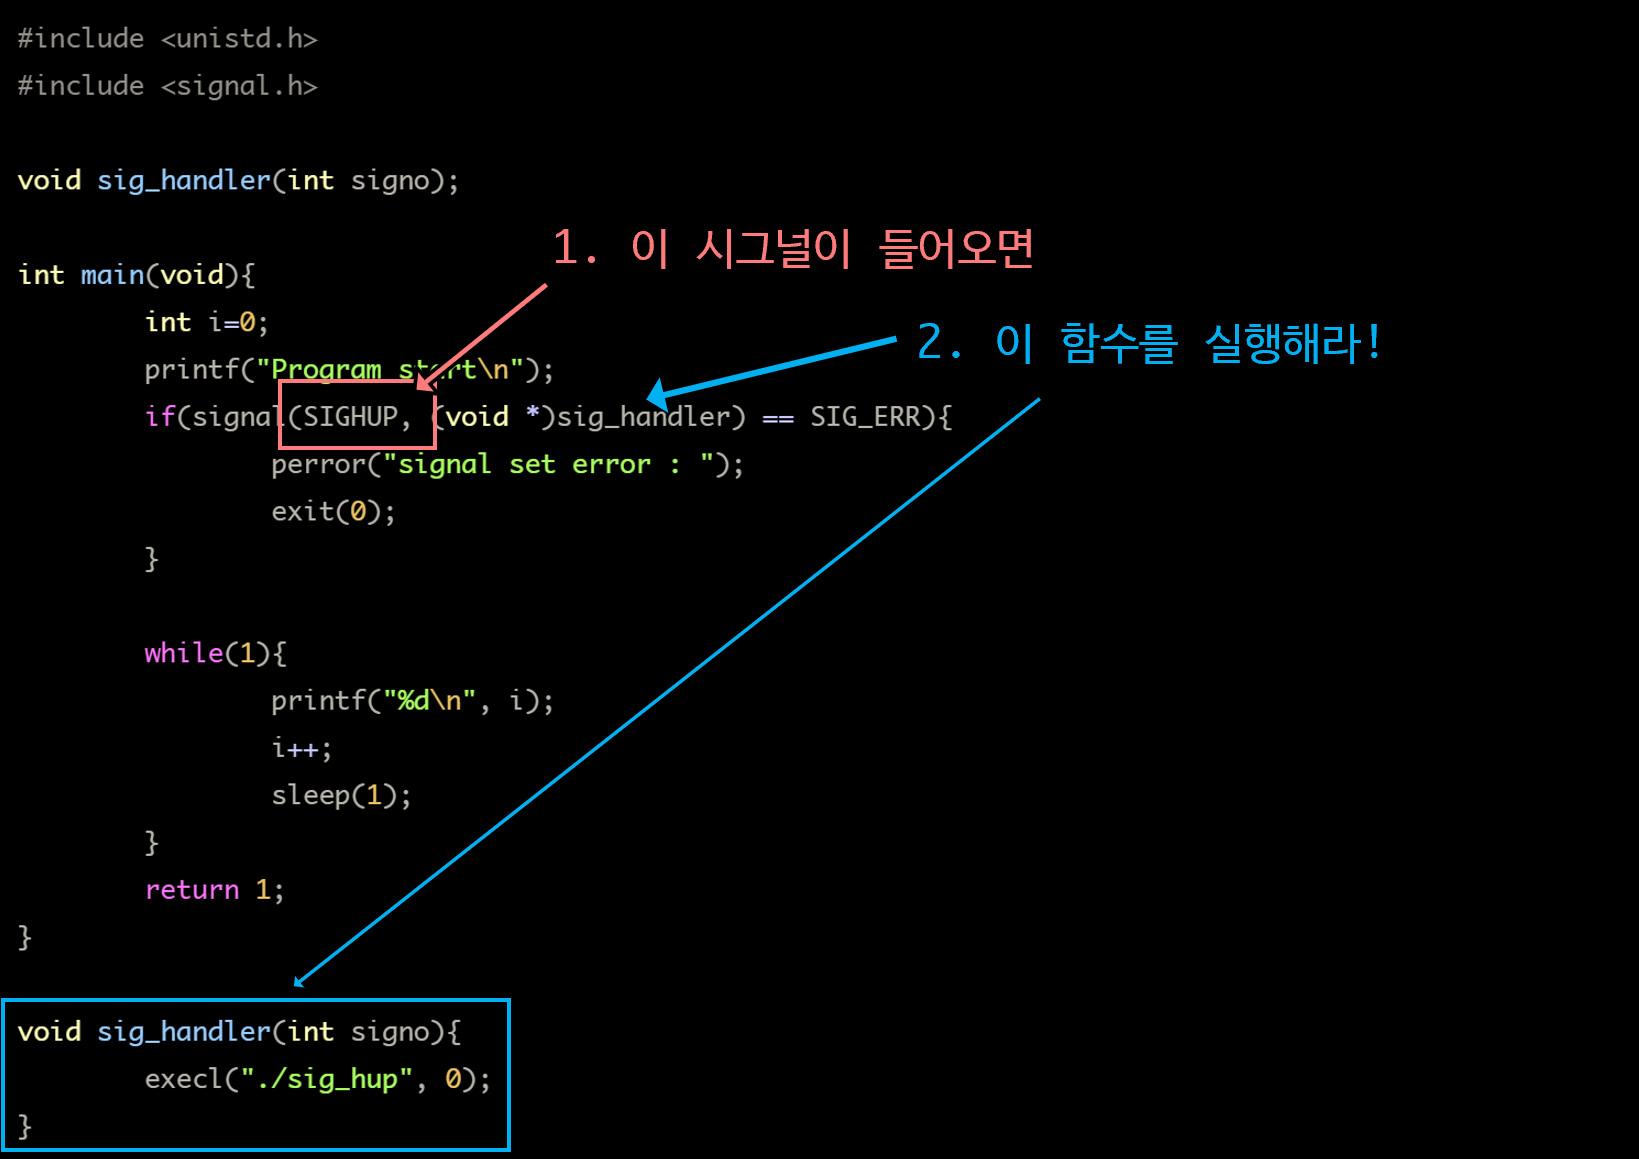 #include <unistd.h>
#include <signal.h>
void sig_handler(int signo);
1. 이 시그널이 들어오면
int main(void){
int i=0;
2. 이 함수를 실행해라!
printf("Program start\n");
if(signal(SIGHUP, (void *)sig_handler) == SIG_ERR){
perror("signal set error : ");
exit(0);
}
while(1){
printf("%d\n", i);
i++;
sleep(1);
}
return 1;
}
void sig_handler(int signo){
execl("./sig_hup", 0);
}